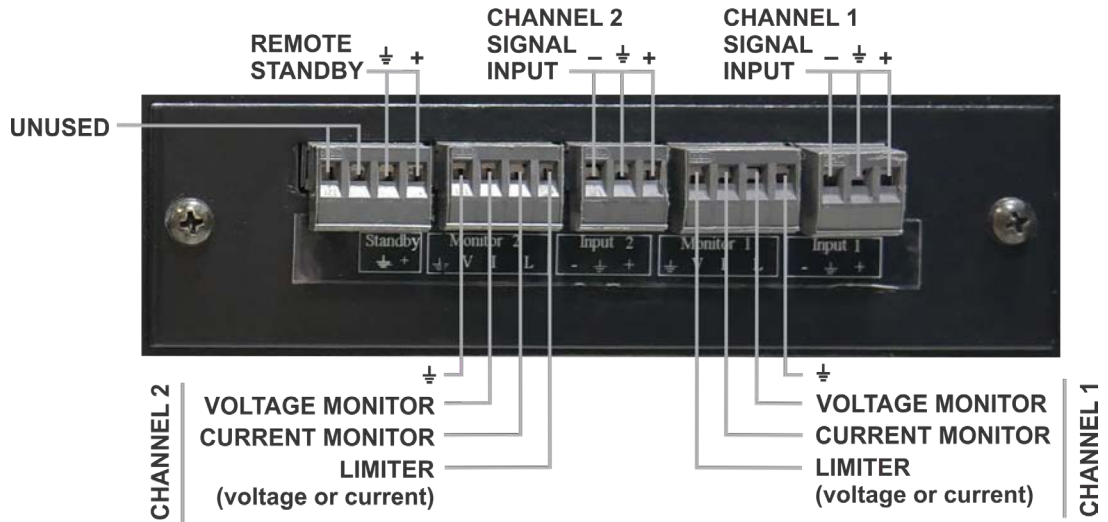 REMOTE
STANDBY ⏚ +
CHANNEL 2
SIGNAL
INPUT – ⏚ +
CHANNEL 1
SIGNAL
INPUT – ⏚ +
UNUSED
Standby
⏚ +
Monitor 2
⏚ V I L
Input 2
- ⏚ +
Monitor 1
⏚ V I L
Input 1
- ⏚ +
CHANNEL 2
⏚
VOLTAGE MONITOR
CURRENT MONITOR
LIMITER
(voltage or current)
⏚
VOLTAGE MONITOR
CURRENT MONITOR
LIMITER
(voltage or current)
CHANNEL 1